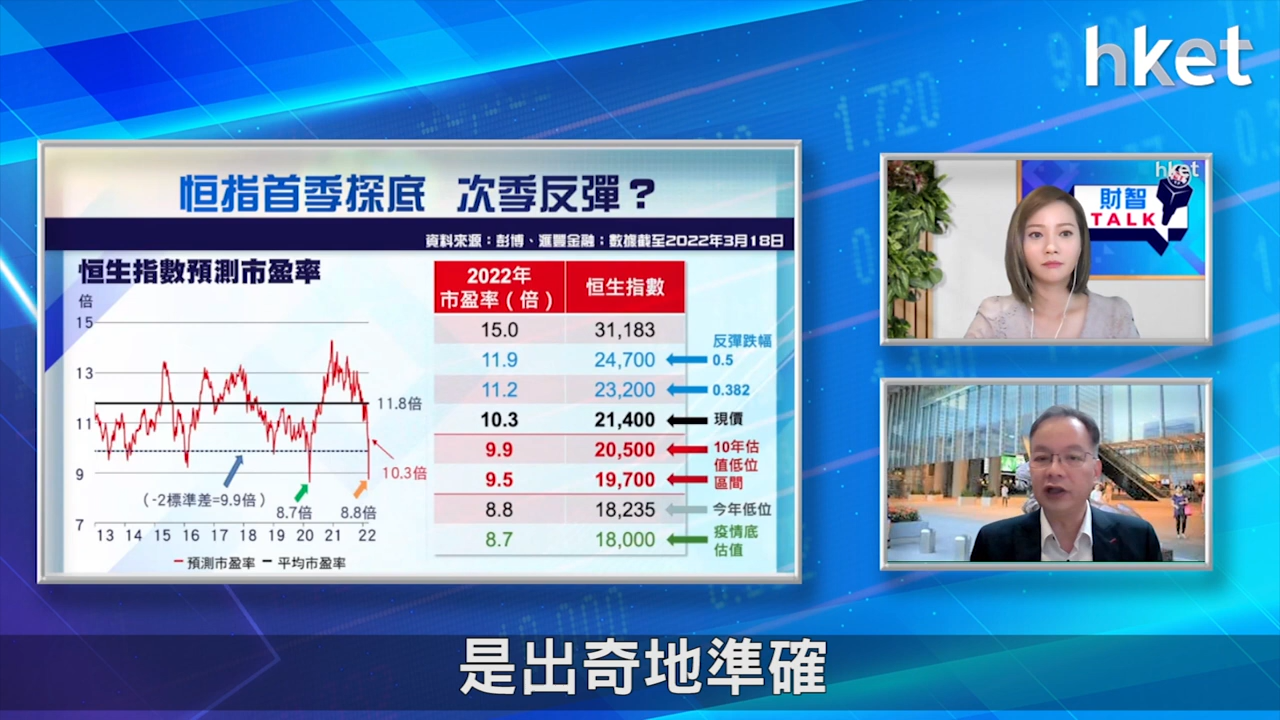 hket
恒指首季探底 次季反彈？
資料來源：彭博、滙豐金融；數據截至2022年3月18日
恒生指數預測市盈率
倍
15
13
11
9
7
11.8倍
10.3倍
（-2標準差=9.9倍）
8.7倍
8.8倍
13 14 15 16 17 18 19 20 21 22
預測市盈率 平均市盈率
2022年
市盈率（倍） 恒生指數
15.0 31,183
11.9 24,700
11.2 23,200
10.3 21,400
9.9 20,500
9.5 19,700
8.8 18,235
8.7 18,000
反彈跌幅
0.5
0.382
現價
10年估
值低位
區間
今年低位
疫情底
估值
hket
財智
TALK
1.720
是出奇地準確